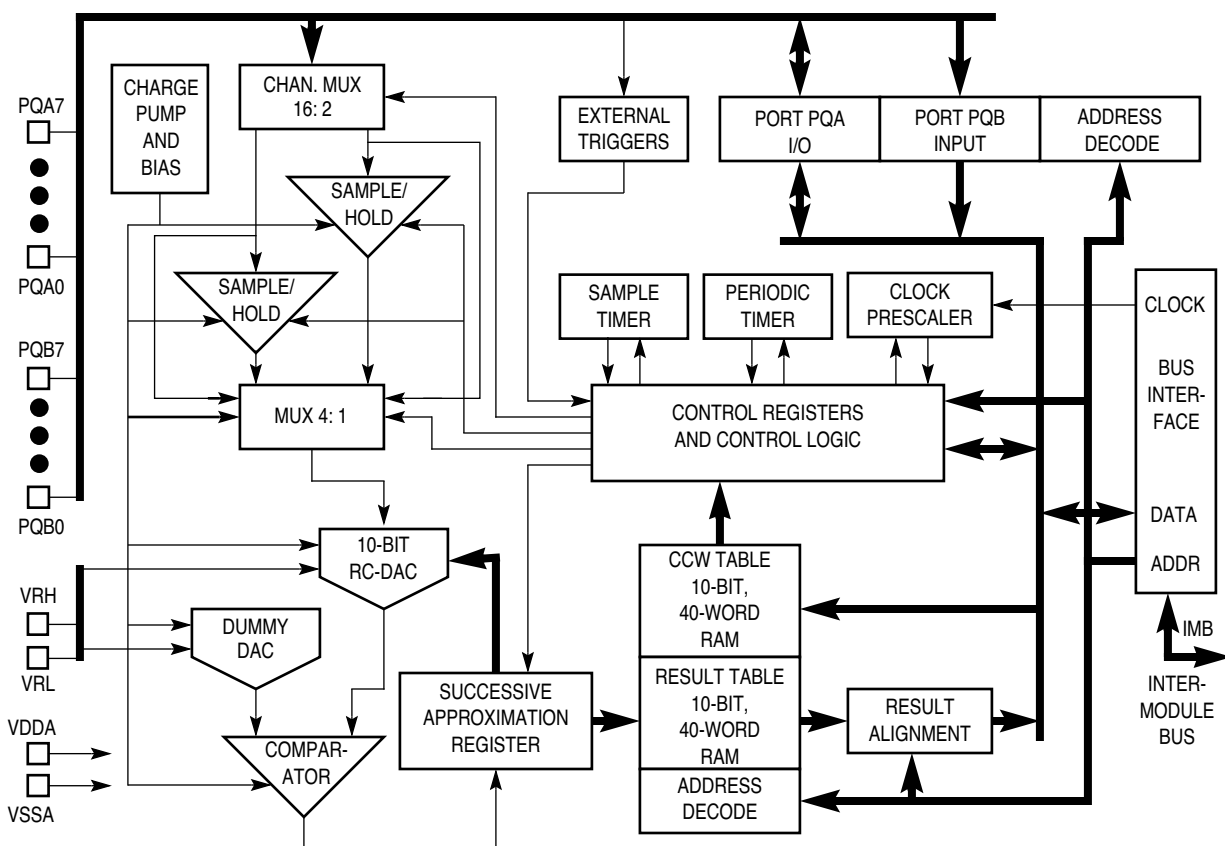 CHARGE
PUMP
AND
BIAS
CHAN. MUX
16: 2
EXTERNAL
TRIGGERS
PORT PQA
I/O
PORT PQB
INPUT
ADDRESS
DECODE
PQA7
PQA0
PQB7
PQB0
SAMPLE/
HOLD
SAMPLE/
HOLD
SAMPLE
TIMER
PERIODIC
TIMER
CLOCK
PRESCALER
CLOCK
BUS
INTER-
FACE
DATA
ADDR
MUX 4: 1
CONTROL REGISTERS
AND CONTROL LOGIC
10-BIT
RC-DAC
CCW TABLE
10-BIT,
40-WORD
RAM
VRH
VRL
DUMMY
DAC
IMB
INTER-
MODULE
BUS
SUCCESSIVE
APPROXIMATION
REGISTER
RESULT TABLE
10-BIT,
40-WORD
RAM
RESULT
ALIGNMENT
VDDA
VSSA
COMPAR-
ATOR
ADDRESS
DECODE